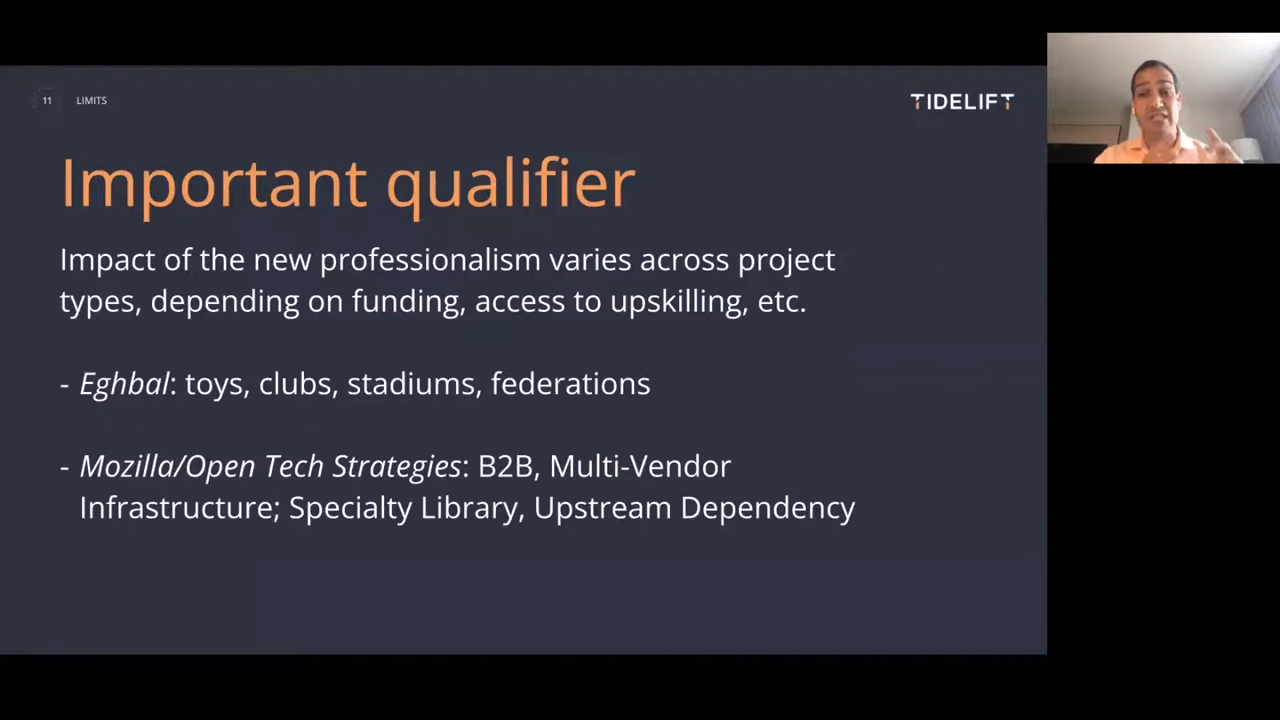 11 LIMITS
TIDELIFT
Important qualifier
Impact of the new professionalism varies across project
types, depending on funding, access to upskilling, etc.
- Eghbal: toys, clubs, stadiums, federations
- Mozilla/Open Tech Strategies: B2B, Multi-Vendor
Infrastructure; Specialty Library, Upstream Dependency